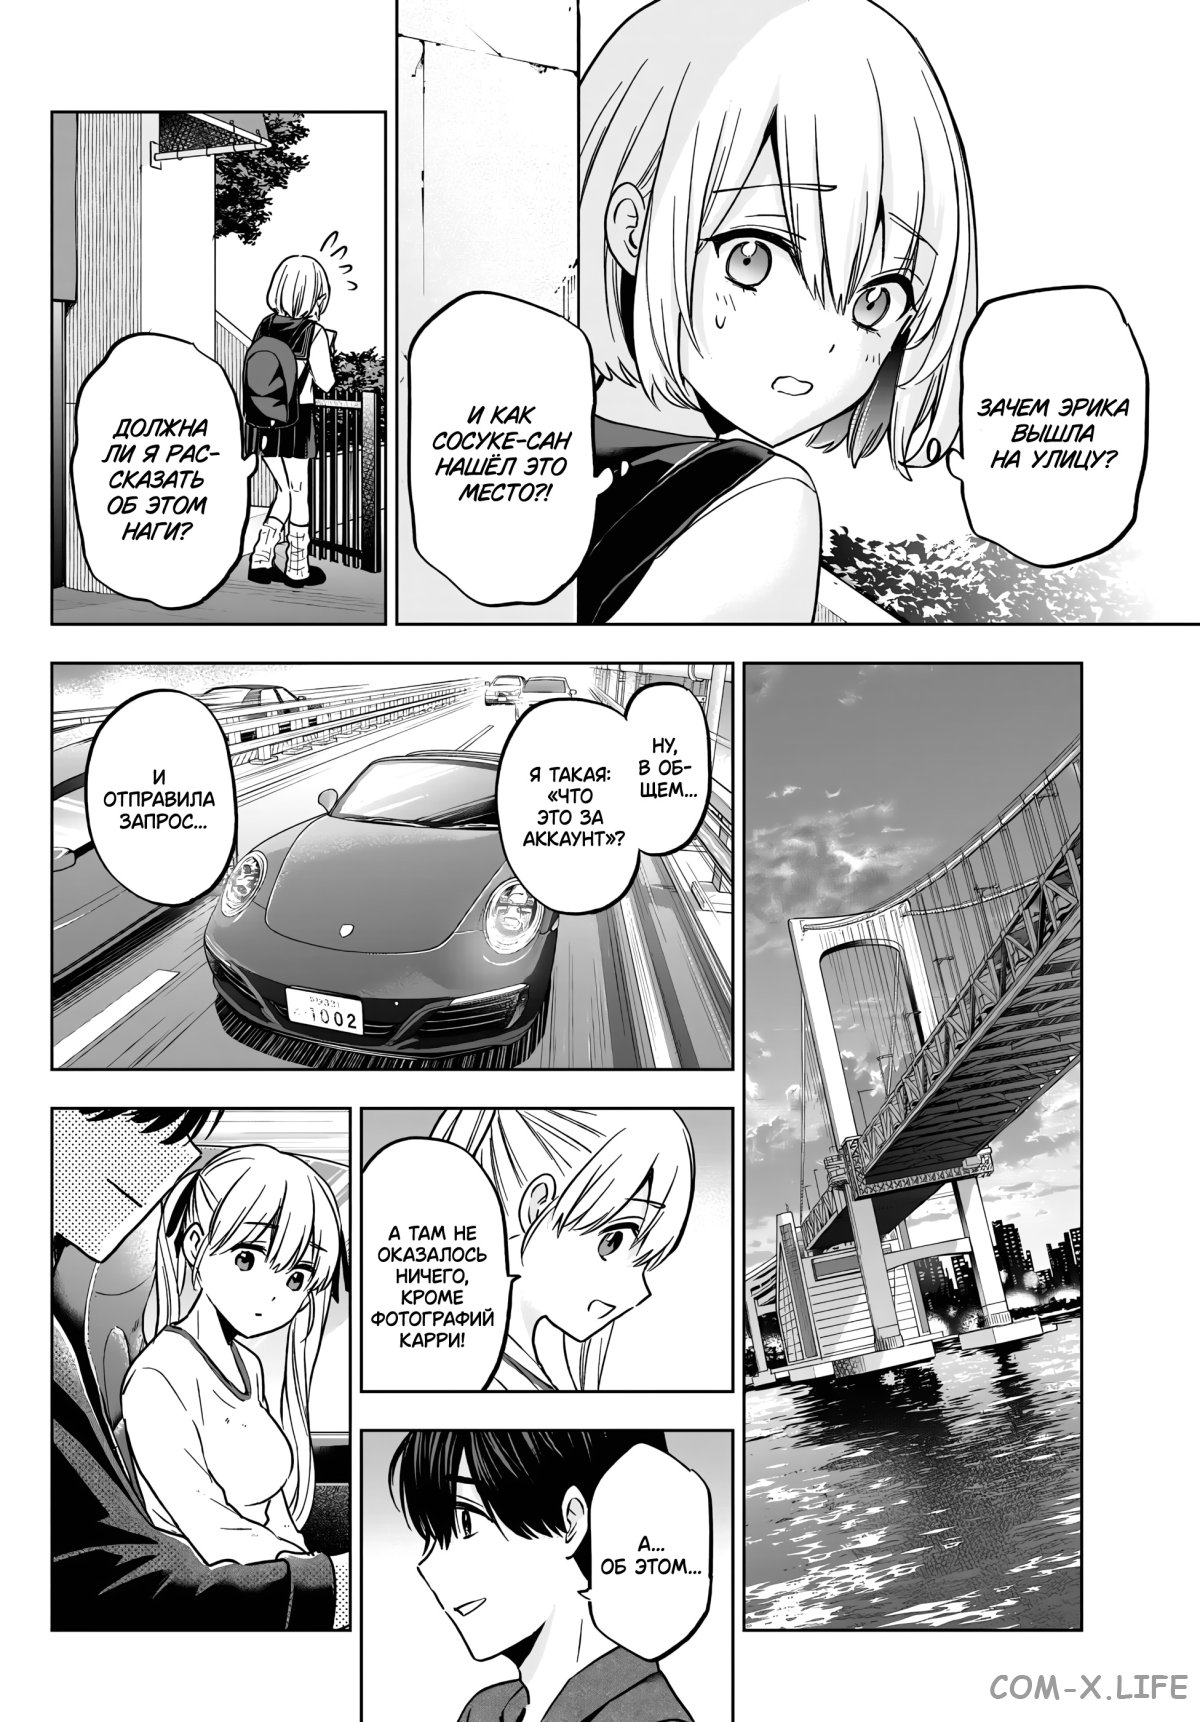 ЗАЧЕМ ЭРИКА
ВЫШЛА
НА УЛИЦУ?
И КАК
СОСУКЕ-САН
НАШЁЛ ЭТО
МЕСТО?!
ДОЛЖНА
ЛИ Я РАС-
СКАЗАТЬ
ОБ ЭТОМ
НАГИ?
НУ,
В ОБ-
ЩЕМ...
Я ТАКАЯ:
«ЧТО
ЭТО ЗА
АККАУНТ»?
И
ОТПРАВИЛА
ЗАПРОС...
1002
А ТАМ НЕ
ОКАЗАЛОСЬ
НИЧЕГО,
КРОМЕ
ФОТОГРАФИЙ
КАРРИ!
А...
ОБ ЭТОМ...
COM-X.LIFE